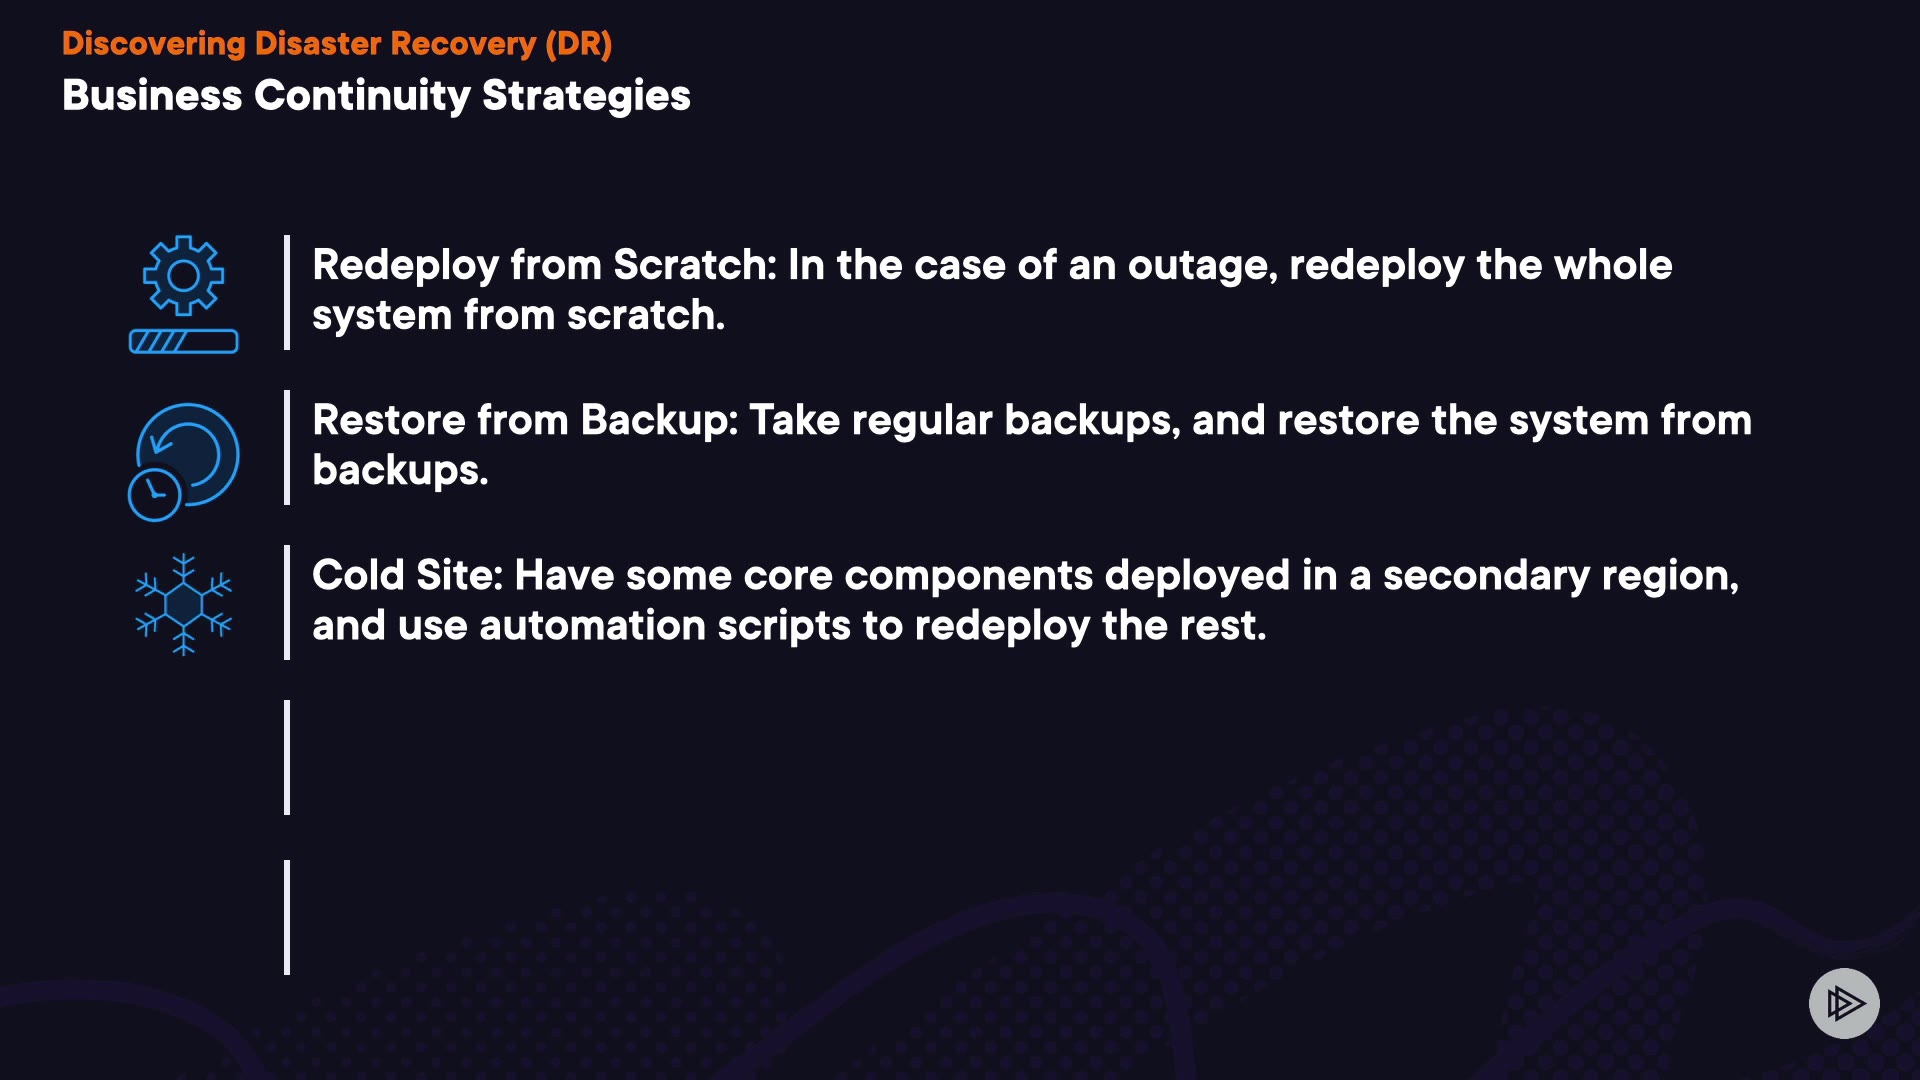 Discovering Disaster Recovery (DR)
Business Continuity Strategies
Redeploy from Scratch: In the case of an outage, redeploy the whole
system from scratch.
Restore from Backup: Take regular backups, and restore the system from
backups.
Cold Site: Have some core components deployed in a secondary region,
and use automation scripts to redeploy the rest.